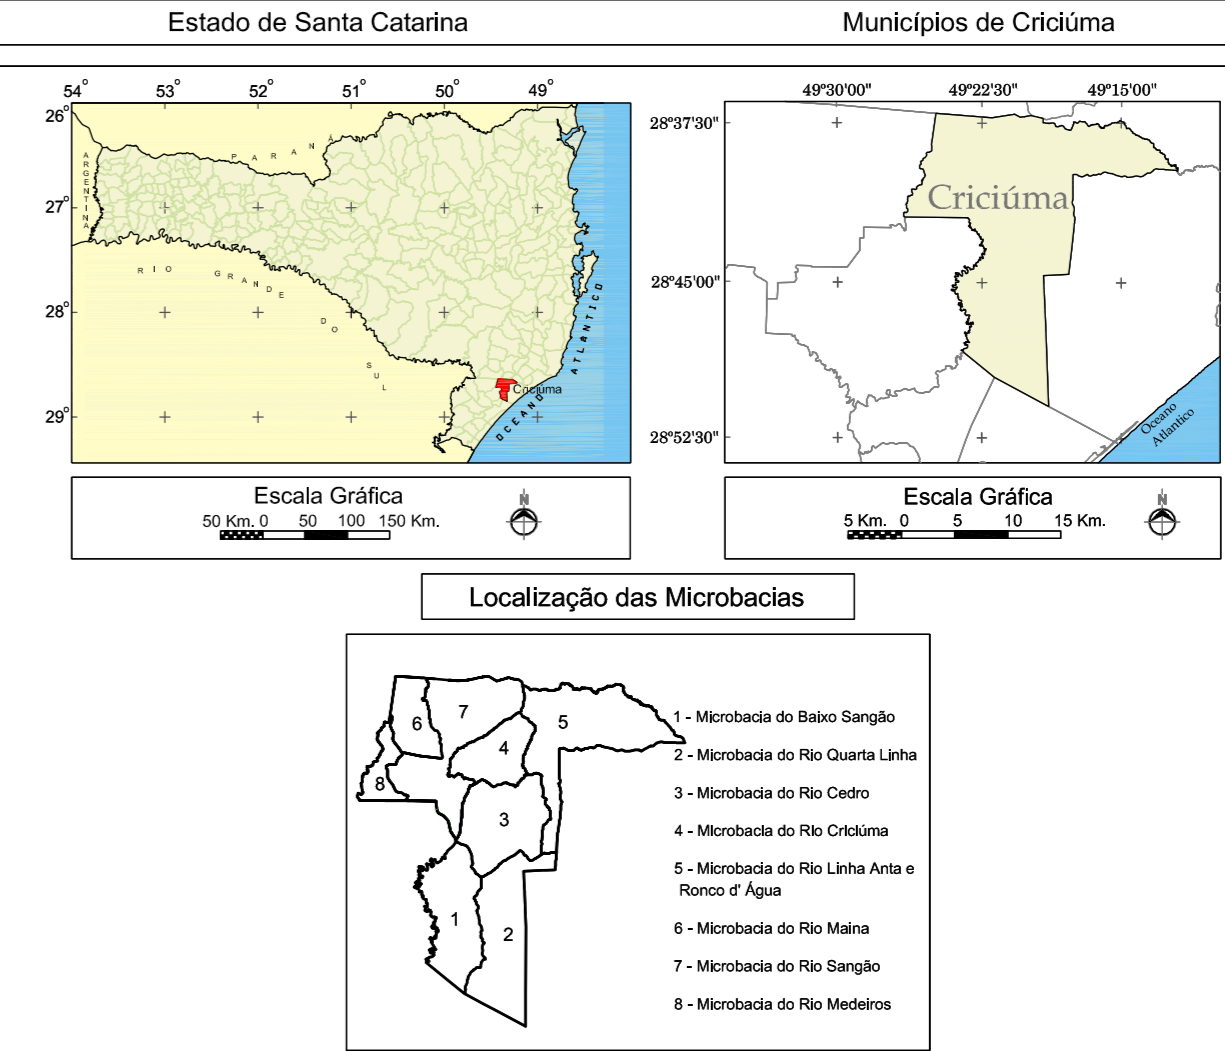 Estado de Santa Catarina
Municípios de Criciúma
54° 53° 52° 51° 50° 49°
26°
27°
28°
29°
ARGENTINA
PARANÁ
RIO GRANDE DO SUL
Criciúma
OCEANO ATLÂNTICO
49°30'00" 49°22'30" 49°15'00"
28°37'30"
28°45'00"
28°52'30"
Criciúma
Oceano
Atlantico
Escala Gráfica
50 Km. 0 50 100 150 Km.
N
Escala Gráfica
5 Km. 0 5 10 15 Km.
N
Localização das Microbacias
6
7
5
4
8
3
1
2
1 - Microbacia do Baixo Sangão
2 - Microbacia do Rio Quarta Linha
3 - Microbacia do Rio Cedro
4 - Microbacia do Rio Criciúma
5 - Microbacia do Rio Linha Anta e
Ronco d' Água
6 - Microbacia do Rio Maina
7 - Microbacia do Rio Sangão
8 - Microbacia do Rio Medeiros